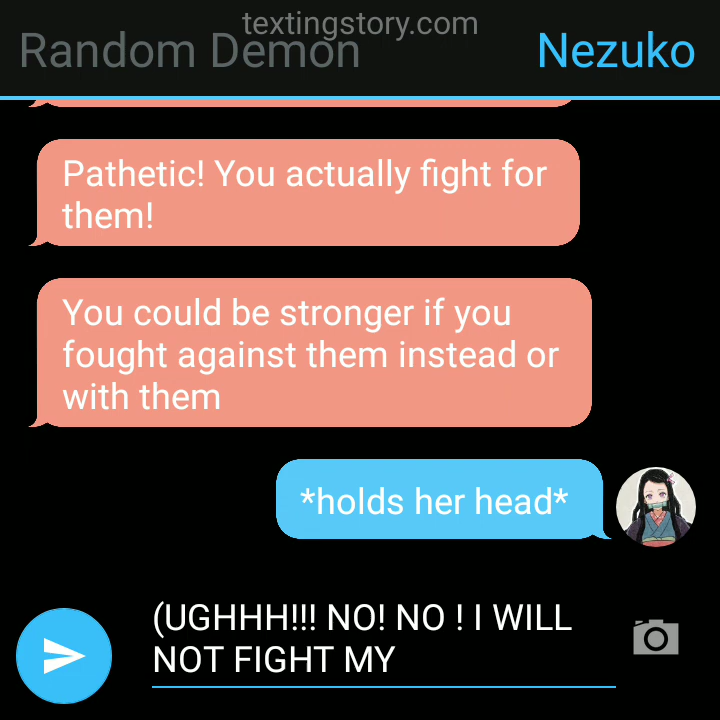 textingstory.com
Random Demon
Nezuko
Pathetic! You actually fight for
them!
You could be stronger if you
fought against them instead or
with them
*holds her head*
(UGHHH!!! NO! NO ! I WILL
NOT FIGHT MY